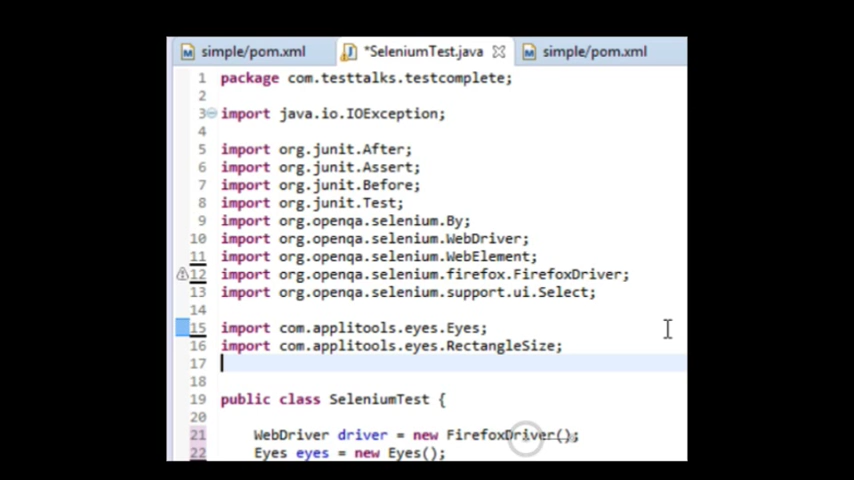 simple/pom.xml *SeleniumTest.java simple/pom.xml
1 package com.testtalks.testcomplete;
2
3 import java.io.IOException;
4
5 import org.junit.After;
6 import org.junit.Assert;
7 import org.junit.Before;
8 import org.junit.Test;
9 import org.openqa.selenium.By;
10 import org.openqa.selenium.WebDriver;
11 import org.openqa.selenium.WebElement;
12 import org.openqa.selenium.firefox.FirefoxDriver;
13 import org.openqa.selenium.support.ui.Select;
14
15 import com.applitools.eyes.Eyes;
16 import com.applitools.eyes.RectangleSize;
17
18
19 public class SeleniumTest {
20
21 WebDriver driver = new FirefoxDriver();
22 Eyes eyes = new Eyes();